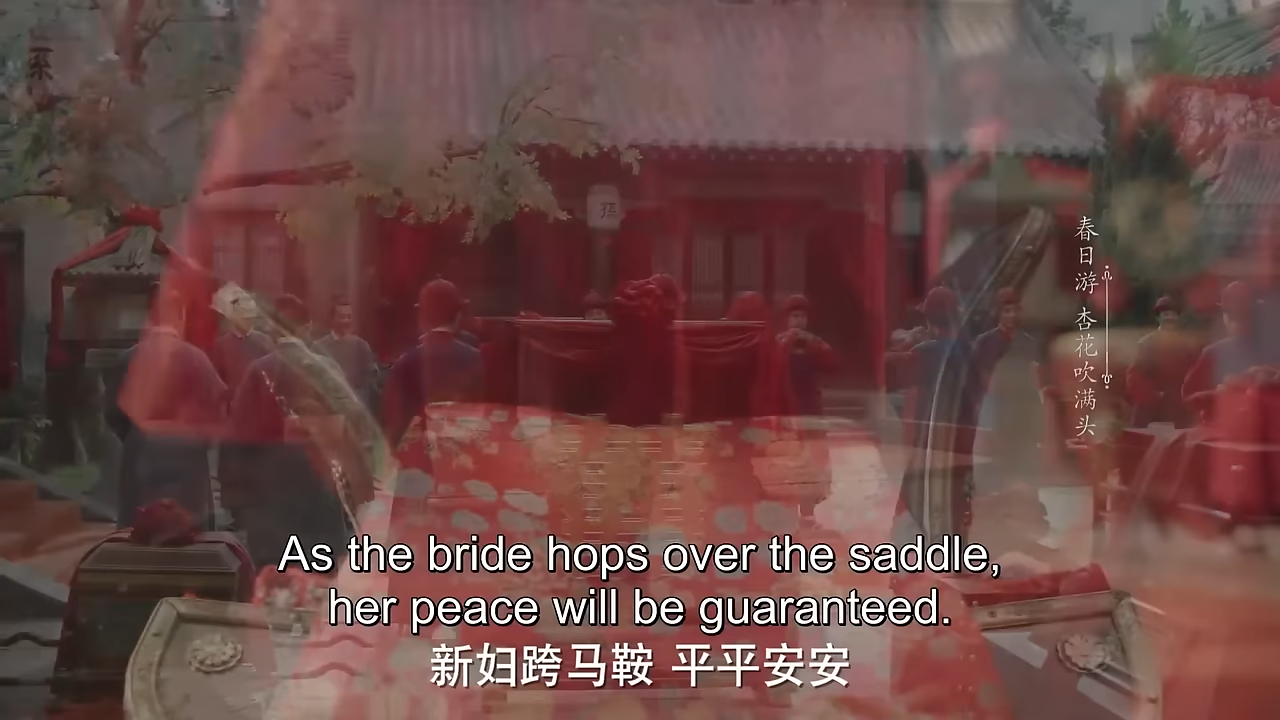 春日游 杏花吹满头
As the bride hops over the saddle,
her peace will be guaranteed.
新妇跨马鞍 平平安安